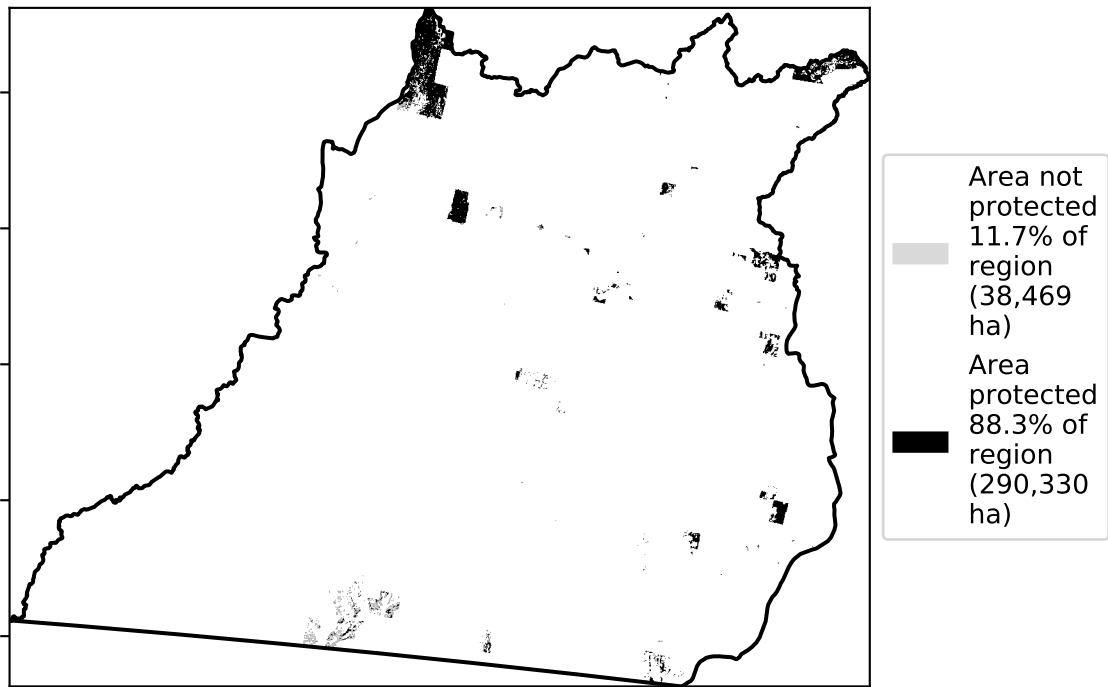 Area not
protected
11.7% of
region
(38,469
ha)
Area
protected
88.3% of
region
(290,330
ha)